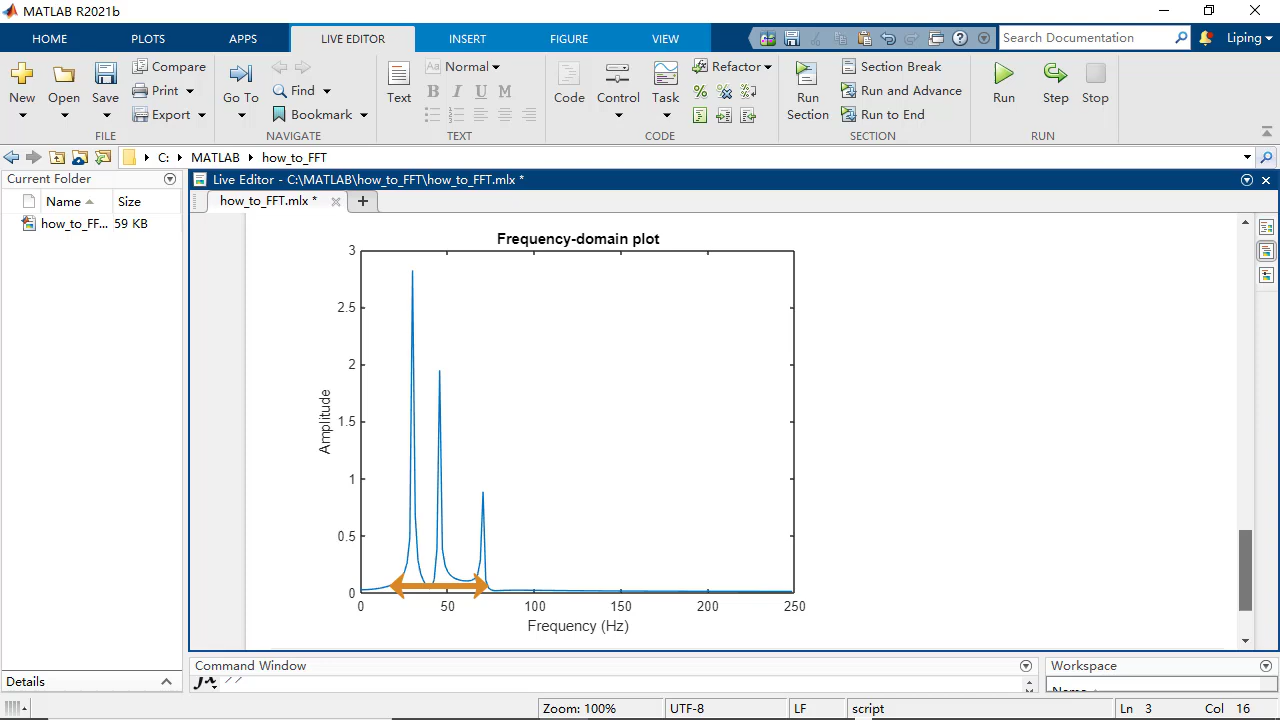 MATLAB R2021b
HOME PLOTS APPS LIVE EDITOR INSERT FIGURE VIEW Search Documentation Liping
New Open Save Compare Print Export Go To Find Bookmark Text Aa Normal B I U M Code Control Task Refactor Run Section Section Break Run and Advance Run to End Run Step Stop
FILE NAVIGATE TEXT CODE SECTION RUN
C: MATLAB how_to_FFT
Current Folder
Live Editor - C:\MATLAB\how_to_FFT\how_to_FFT.mlx *
Name Size
how_to_FFT.mlx *
how_to_FF... 59 KB
Frequency-domain plot
3
2.5
2
1.5
1
0.5
0
Amplitude
0 50 100 150 200 250
Frequency (Hz)
Command Window
Workspace
Details
Zoom: 100% UTF-8 LF script Ln 3 Col 16